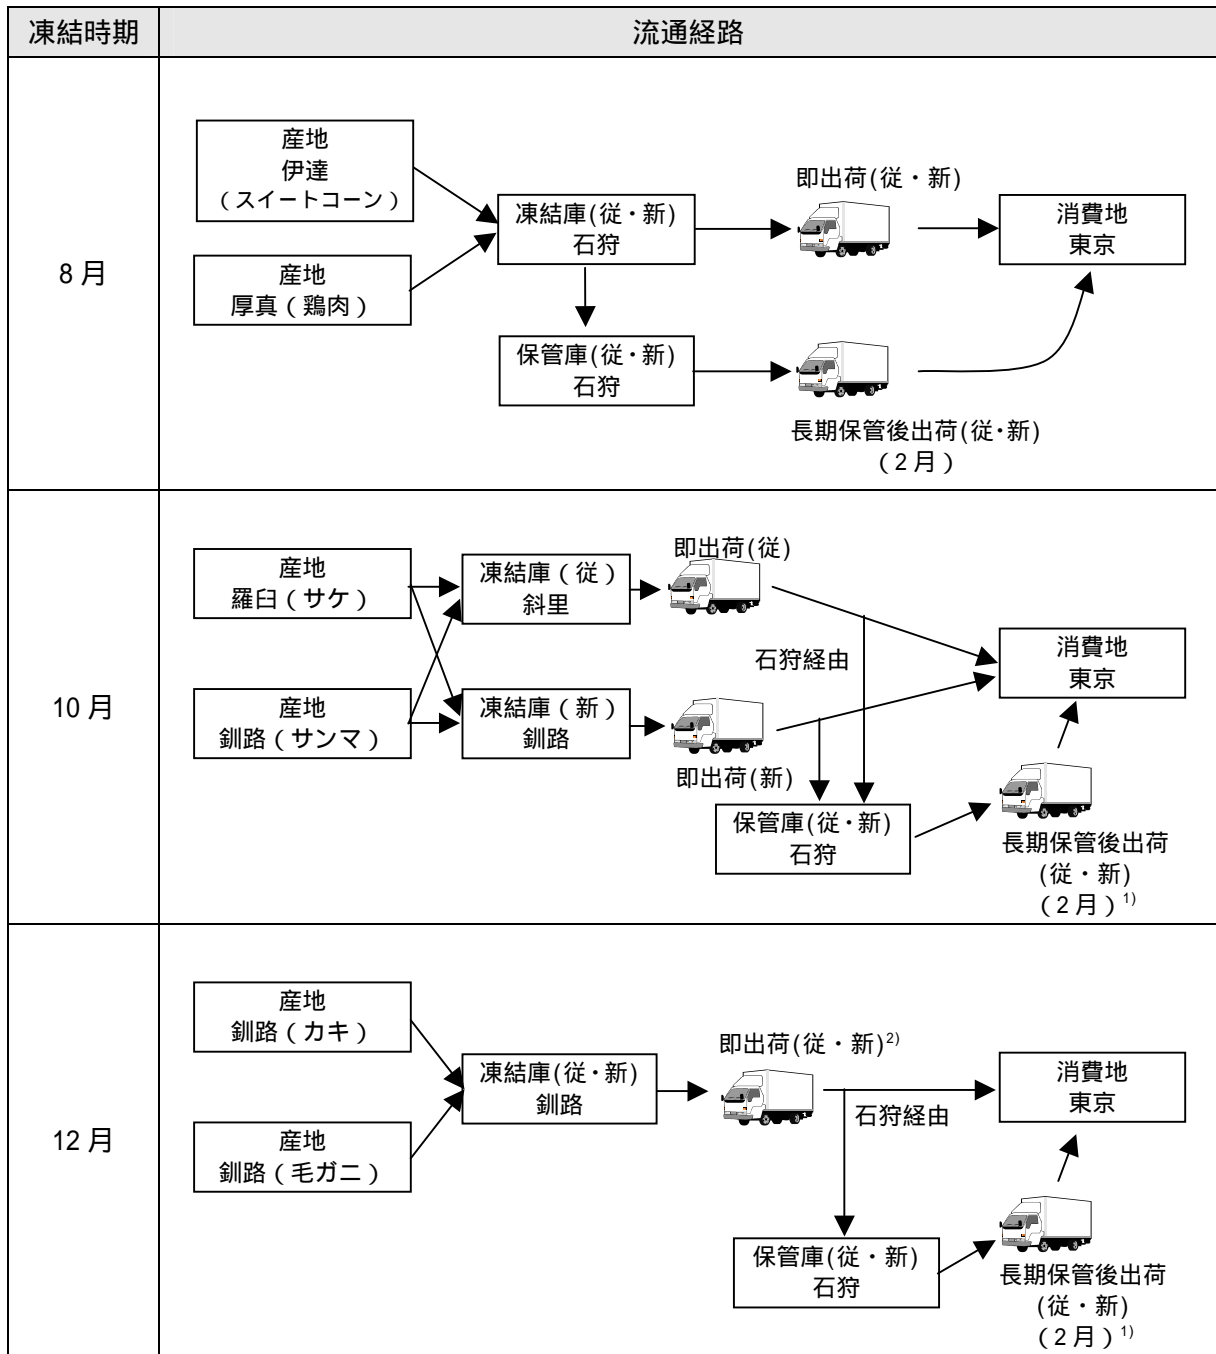 凍結時期
流通経路
8 月
産地
伊達
(スイートコーン)
産地
厚真(鶏肉)
凍結庫(従・新)
石狩
保管庫(従・新)
石狩
即出荷(従・新)
長期保管後出荷(従・新)
(2 月)
消費地
東京
10 月
産地
羅臼(サケ)
産地
釧路(サンマ)
凍結庫(従)
斜里
凍結庫(新)
釧路
即出荷(従)
石狩経由
即出荷(新)
保管庫(従・新)
石狩
消費地
東京
長期保管後出荷
(従・新)
(2 月)1)
12 月
産地
釧路(カキ)
産地
釧路(毛ガニ)
凍結庫(従・新)
釧路
即出荷(従・新)2)
石狩経由
保管庫(従・新)
石狩
消費地
東京
長期保管後出荷
(従・新)
(2 月)1)